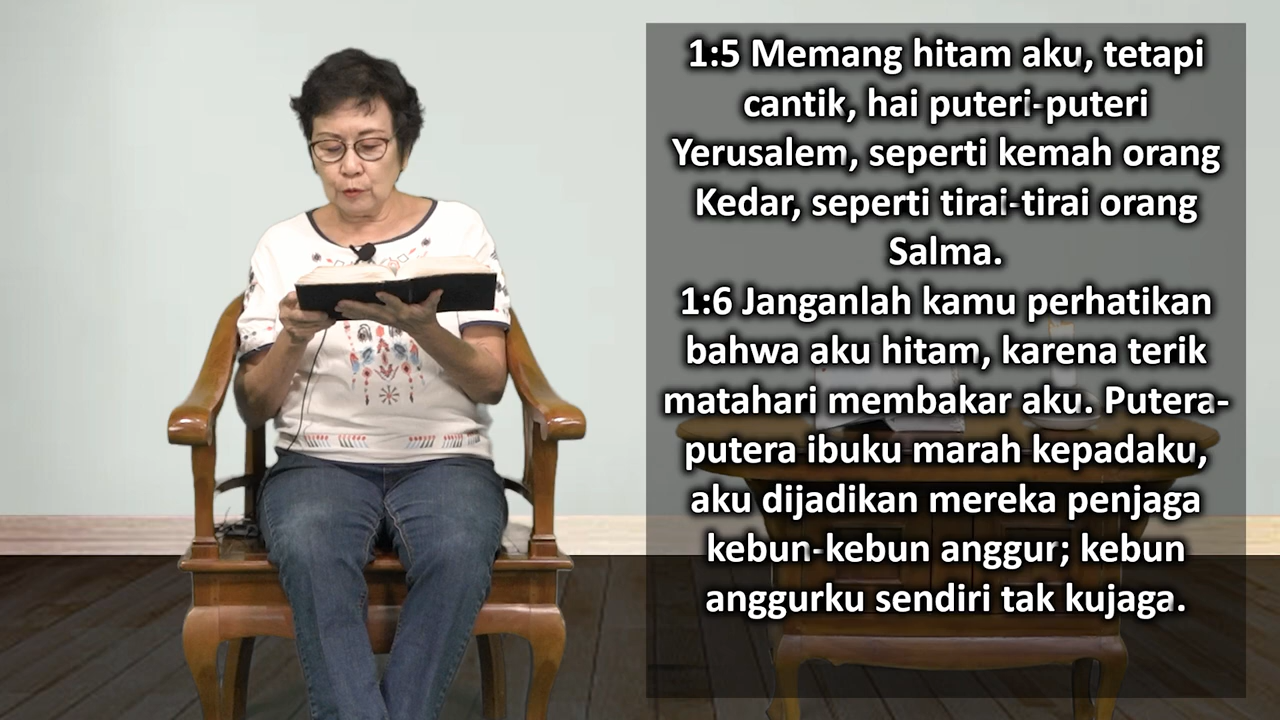 1:5 Memang hitam aku, tetapi
cantik, hai puteri-puteri
Yerusalem, seperti kemah orang
Kedar, seperti tirai-tirai orang
Salma.
1:6 Janganlah kamu perhatikan
bahwa aku hitam, karena terik
matahari membakar aku. Putera-
putera ibuku marah kepadaku,
aku dijadikan mereka penjaga
kebun-kebun anggur; kebun
anggurku sendiri tak kujaga.